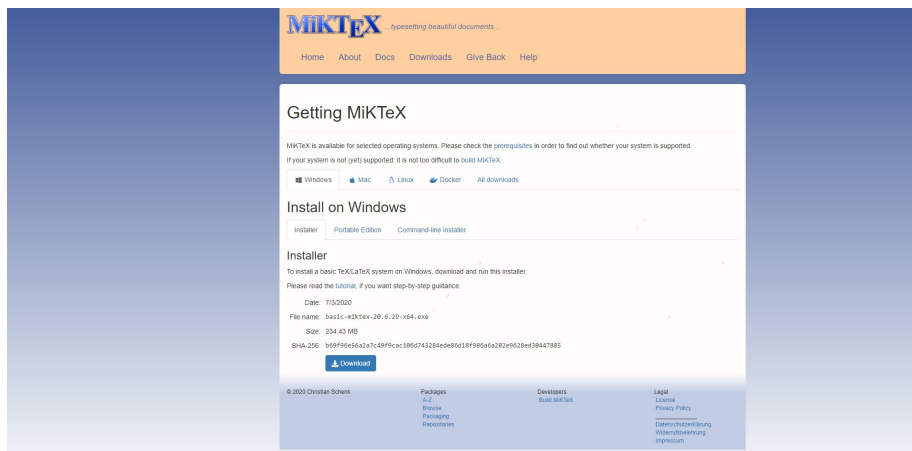 MiKTeX ...typesetting beautiful documents...
Home About Docs Downloads Give Back Help
Getting MiKTeX
MiKTeX is available for selected operating systems. Please check the prerequisites in order to find out whether your system is supported.
If your system is not (yet) supported: it is not too difficult to build MiKTeX.
Windows Mac Linux Docker All downloads
Install on Windows
Installer Portable Edition Command-line installer
Installer
To install a basic TeX/LaTeX system on Windows, download and run this installer.
Please read the tutorial, if you want step-by-step guidance.
Date: 7/3/2020
File name: basic-miktex-20.6.29-x64.exe
Size: 234.43 MB
SHA-256: b69f96e56a2a7c49f9cac106d743284ede86d18f986a6a202e9628ed30447885
Download
© 2020 Christian Schenk Packages Developers Legal
A-Z Build MiKTeX License
Browse Privacy Policy
Packaging
Repositories Datenschutzerklärung
Widerrufsbelehrung
Impressum